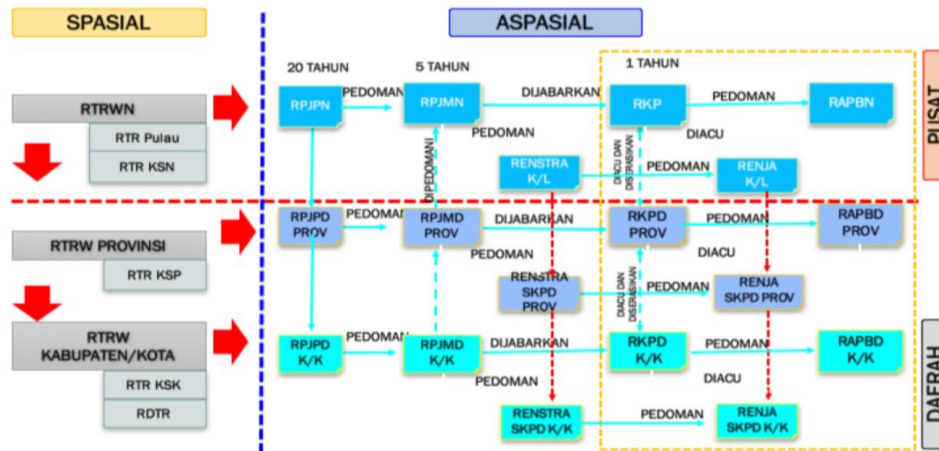 SPASIAL
ASPASIAL
20 TAHUN
5 TAHUN
1 TAHUN
PUSAT
RTRWN
RTR Pulau
RTR KSN
RPJPN
PEDOMAN
RPJMN
DIJABARKAN
RKP
PEDOMAN
RAPBN
PEDOMAN
DIACU
DIPEDOMANI
DIACU DAN
DISERASIKAN
RENSTRA
K/L
PEDOMAN
RENJA
K/L
RTRW PROVINSI
RTR KSP
RPJPD
PROV
PEDOMAN
RPJMD
PROV
DIJABARKAN
RKPD
PROV
PEDOMAN
RAPBD
PROV
PEDOMAN
DIACU
DIACU DAN
DISERASIKAN
RENSTRA
SKPD
PROV
PEDOMAN
RENJA
SKPD PROV
RTRW
KABUPATEN/KOTA
RTR KSK
RDTR
RPJPD
K/K
PEDOMAN
RPJMD
K/K
DIJABARKAN
RKPD
K/K
PEDOMAN
RAPBD
K/K
PEDOMAN
DIACU
RENSTRA
SKPD K/K
PEDOMAN
RENJA
SKPD K/K
DAERAH